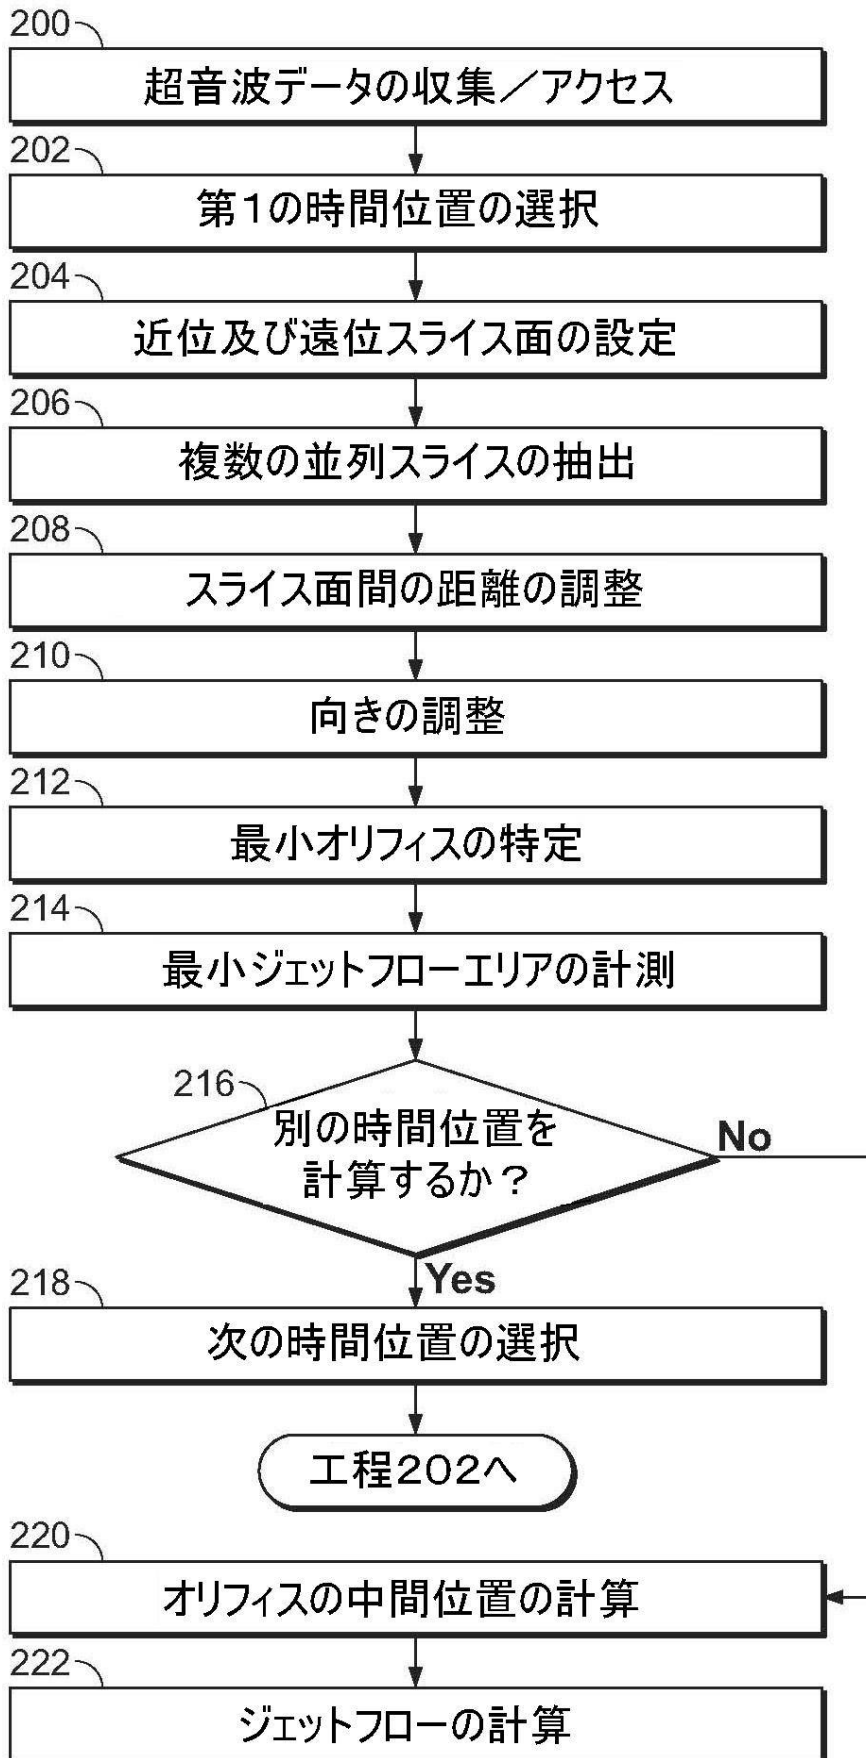 200
超音波データの収集／アクセス
202
第1の時間位置の選択
204
近位及び遠位スライス面の設定
206
複数の並列スライスの抽出
208
スライス面間の距離の調整
210
向きの調整
212
最小オリフィスの特定
214
最小ジェットフローエリアの計測
216
別の時間位置を
計算するか？
No
Yes
218
次の時間位置の選択
工程202へ
220
オリフィスの中間位置の計算
222
ジェットフローの計算